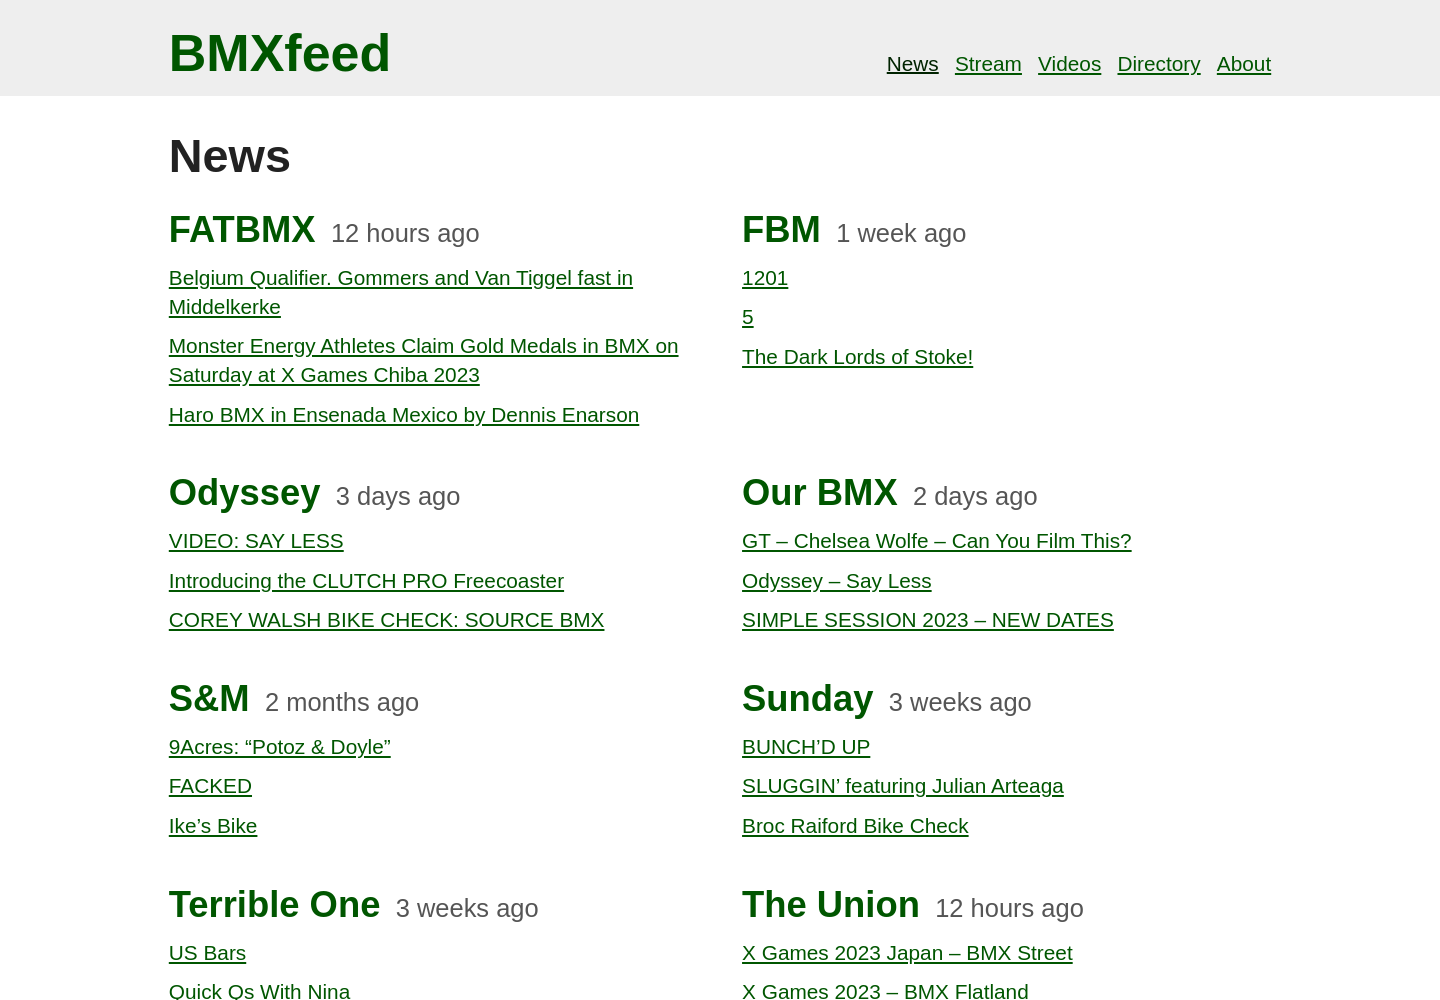 BMXfeed
News Stream Videos Directory About
News
FATBMX 12 hours ago
Belgium Qualifier. Gommers and Van Tiggel fast in
Middelkerke
Monster Energy Athletes Claim Gold Medals in BMX on
Saturday at X Games Chiba 2023
Haro BMX in Ensenada Mexico by Dennis Enarson
FBM 1 week ago
1201
5
The Dark Lords of Stoke!
Odyssey 3 days ago
VIDEO: SAY LESS
Introducing the CLUTCH PRO Freecoaster
COREY WALSH BIKE CHECK: SOURCE BMX
Our BMX 2 days ago
GT – Chelsea Wolfe – Can You Film This?
Odyssey – Say Less
SIMPLE SESSION 2023 – NEW DATES
S&M 2 months ago
9Acres: “Potoz & Doyle”
FACKED
Ike’s Bike
Sunday 3 weeks ago
BUNCH’D UP
SLUGGIN’ featuring Julian Arteaga
Broc Raiford Bike Check
Terrible One 3 weeks ago
US Bars
Quick Qs With Nina
The Union 12 hours ago
X Games 2023 Japan – BMX Street
X Games 2023 – BMX Flatland